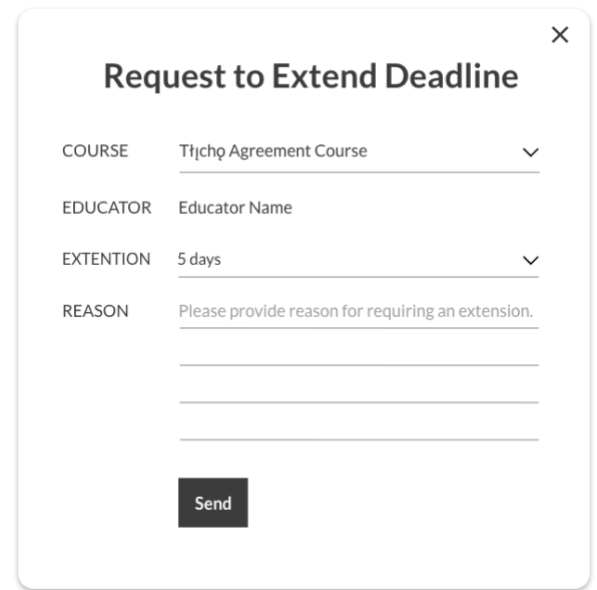 Request to Extend Deadline
COURSE Tłı̨chǫ Agreement Course
EDUCATOR Educator Name
EXTENTION 5 days
REASON Please provide reason for requiring an extension.
Send